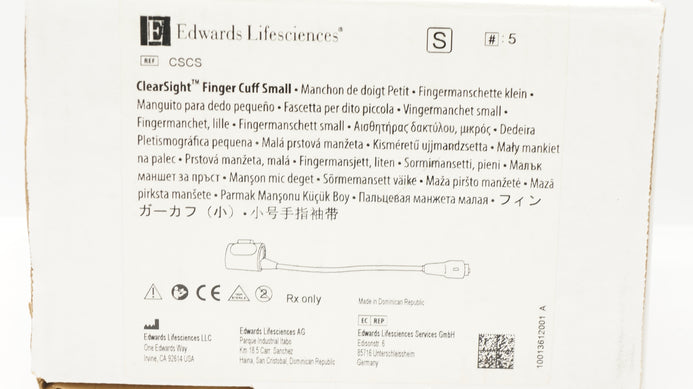 E Edwards Lifesciences®
S
#: 5
REF CSCS
ClearSight™ Finger Cuff Small • Manchon de doigt Petit • Fingermanschette klein •
Manguito para dedo pequeño • Fascetta per dito piccola • Vingermanchet small •
Fingermanchet, lille • Fingermanschett small • Αισθητήρας δακτύλου, μικρός • Dedeira
Pletismográfica pequena • Malá prstová manžeta • Kisméretű ujjmandzsetta • Mały mankiet
na palec • Prstová manžeta, malá • Fingermansjett, liten • Sormimansetti, pieni • Малък
маншет за пръст • Manșon mic deget • Sõrmemansett väike • Maža piršto manžetė • Mazā
pirksta manšete • Parmak Manşonu Küçük Boy • Пальцевая манжета малая • フィン
ガーカフ（小）• 小号手指袖带
CE
2
Rx only
Made in Dominican Republic
EC REP
Edwards Lifesciences LLC
One Edwards Way
Irvine, CA 92614 USA
Edwards Lifesciences AG
Parque Industrial Itabo
Km 18.5 Carr. Sanchez
Haina, San Cristobal, Dominican Republic
Edwards Lifesciences Services GmbH
Edisonstr. 6
85716 Unterschleissheim
Germany
10013612001 A